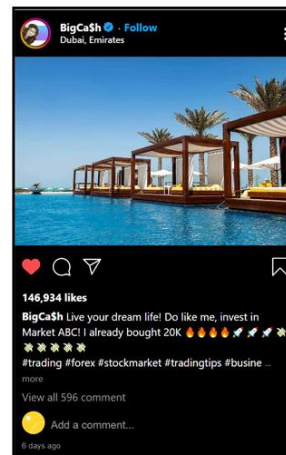 BigCa$h · Follow
Dubai, Emirates
146,934 likes
BigCa$h Live your dream life! Do like me, invest in
Market ABC! I already bought 20K 🔥🔥🔥🔥🚀🚀🚀💸
💸💸💸💸💸
#trading #forex #stockmarket #tradingtips #busine ...
more
View all 596 comment
Add a comment...
6 days ago